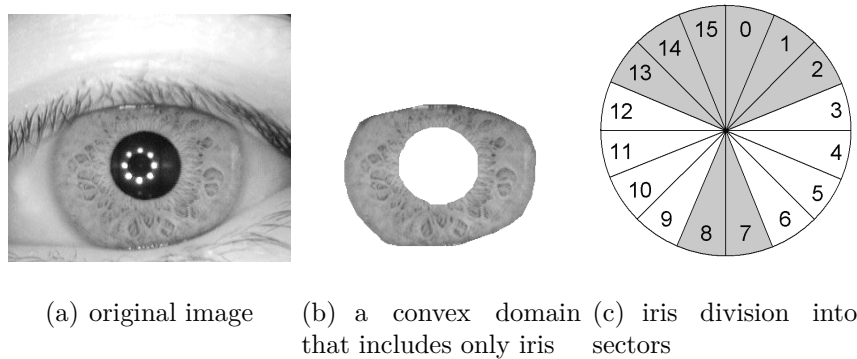 15 0
14 1
13 2
12 3
11 4
10 5
9 6
8 7
(a) original image
(b) a convex domain
that includes only iris
(c) iris division into
sectors